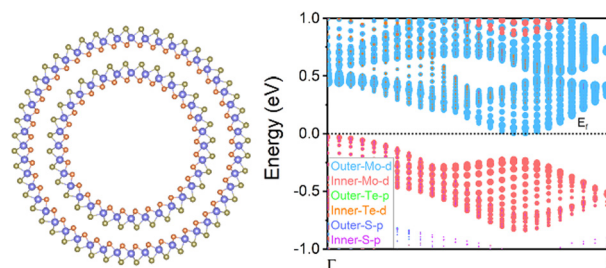 1.0
0.5
0.0
-0.5
-1.0
Energy (eV)
E_f
Outer-Mo-d
Inner-Mo-d
Outer-Te-p
Inner-Te-d
Outer-S-p
Inner-S-p
Γ